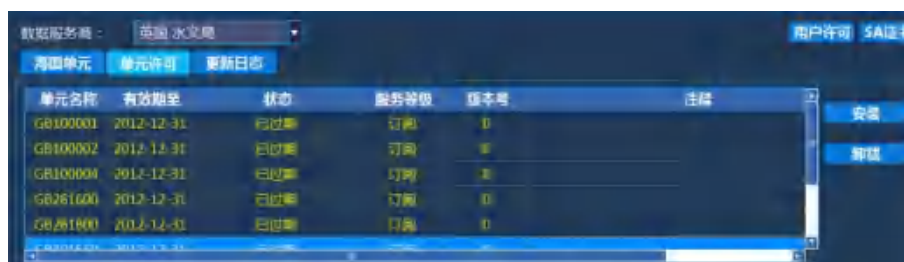 数据服务商： 英国 水文局 用户许可 SA证书
海图单元 单元许可 更新日志
单元名称 有效期至 状态 服务等级 版本号 注释
安装
GB100001 2012-12-31 已过期 订阅 0
GB100002 2012-12-31 已过期 订阅 0
卸载
GB100004 2012-12-31 已过期 订阅 0
GB261600 2012-12-31 已过期 订阅 0
GB261800 2012-12-31 已过期 订阅 0
2012-12-31